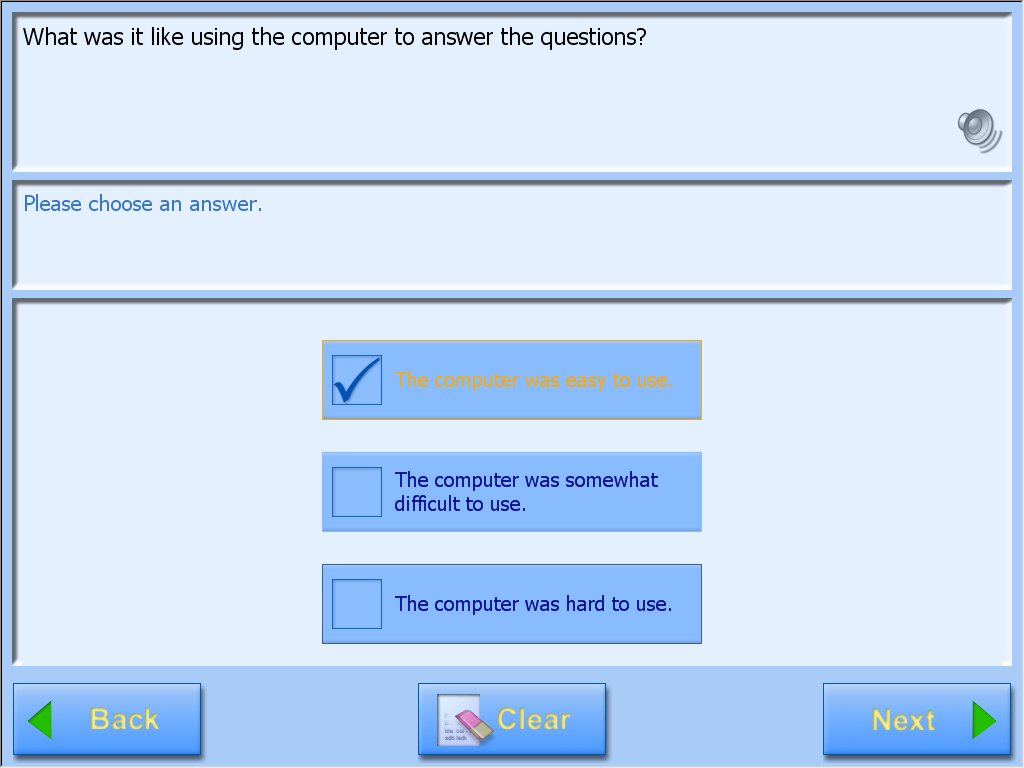 What was it like using the computer to answer the questions?
Please choose an answer.
The computer was easy to use.
The computer was somewhat
difficult to use.
The computer was hard to use.
Back
Clear
Next